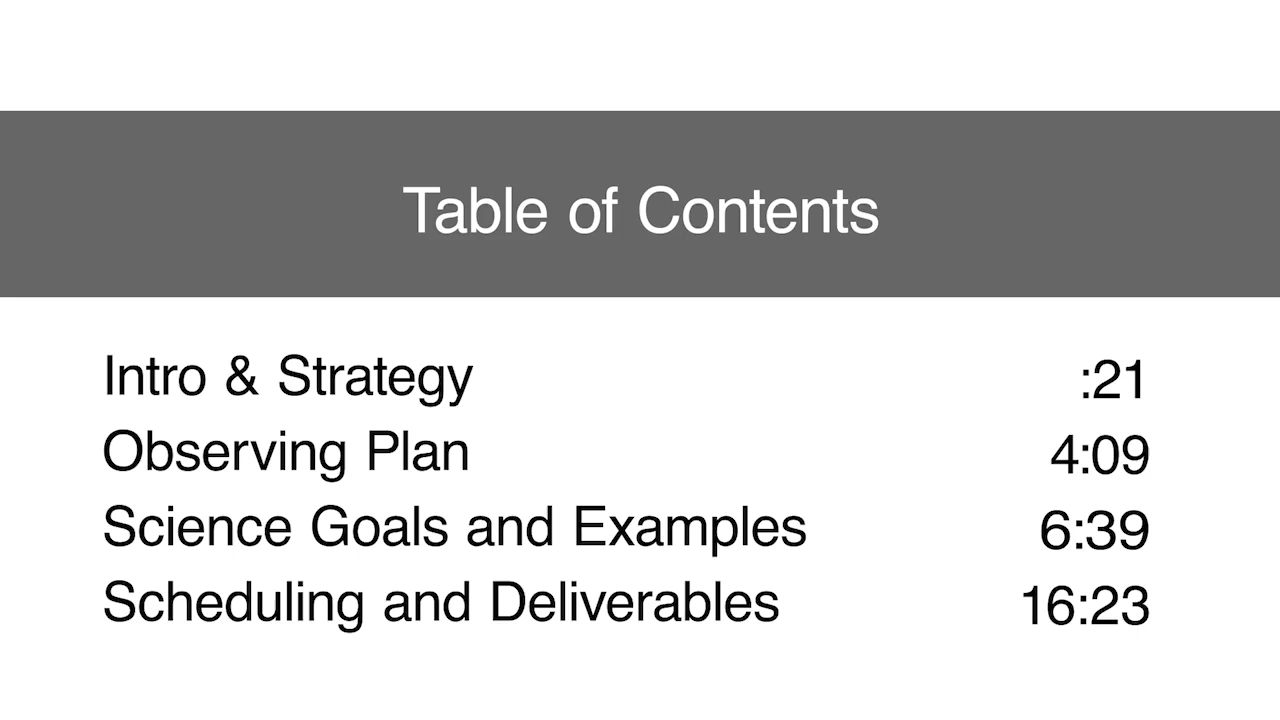 Table of Contents
Intro & Strategy :21
Observing Plan 4:09
Science Goals and Examples 6:39
Scheduling and Deliverables 16:23